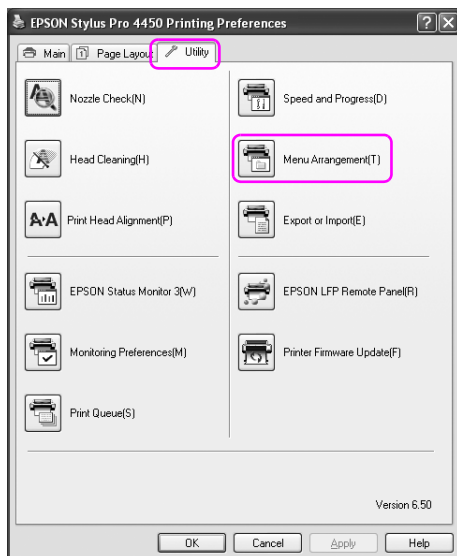 EPSON Stylus Pro 4450 Printing Preferences
Main
1
Page Layout
Utility
Nozzle Check(N)
Speed and Progress(D)
Head Cleaning(H)
Menu Arrangement(T)
A·A
Print Head Alignment(P)
Export or Import(E)
EPSON Status Monitor 3(W)
EPSON LFP Remote Panel(R)
Monitoring Preferences(M)
Printer Firmware Update(F)
Print Queue(S)
Version 6.50
OK
Cancel
Apply
Help